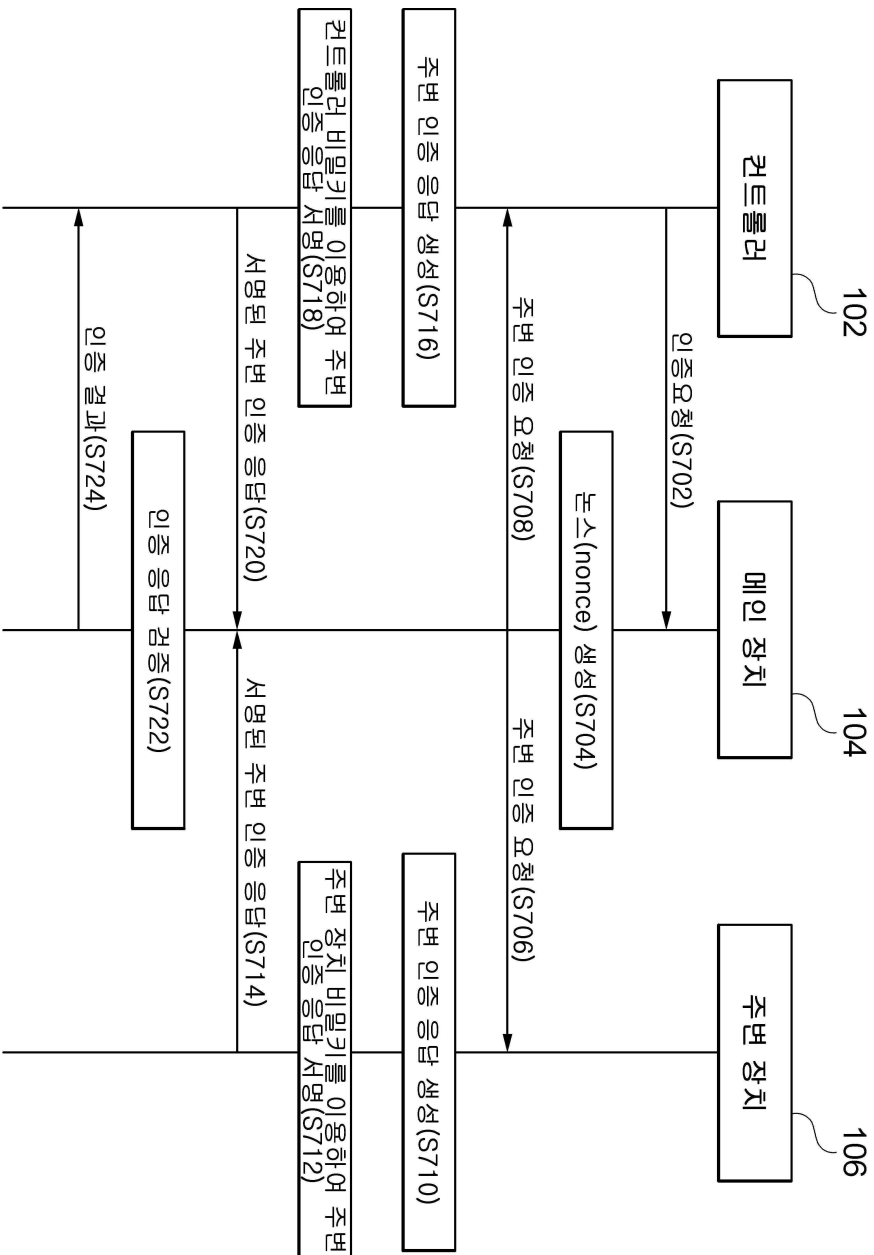 102
104
106
컨트롤러
메인 장치
주변 장치
인증요청(S702)
논스(nonce) 생성(S704)
주변 인증 요청(S708)
주변 인증 요청(S706)
주변 인증 응답 생성(S716)
주변 인증 응답 생성(S710)
컨트롤러 비밀키를 이용하여 주변
인증 응답 서명(S718)
주변 장치 비밀키를 이용하여 주변
인증 응답 서명(S712)
서명된 주변 인증 응답(S720)
서명된 주변 인증 응답(S714)
인증 응답 검증(S722)
인증 결과(S724)